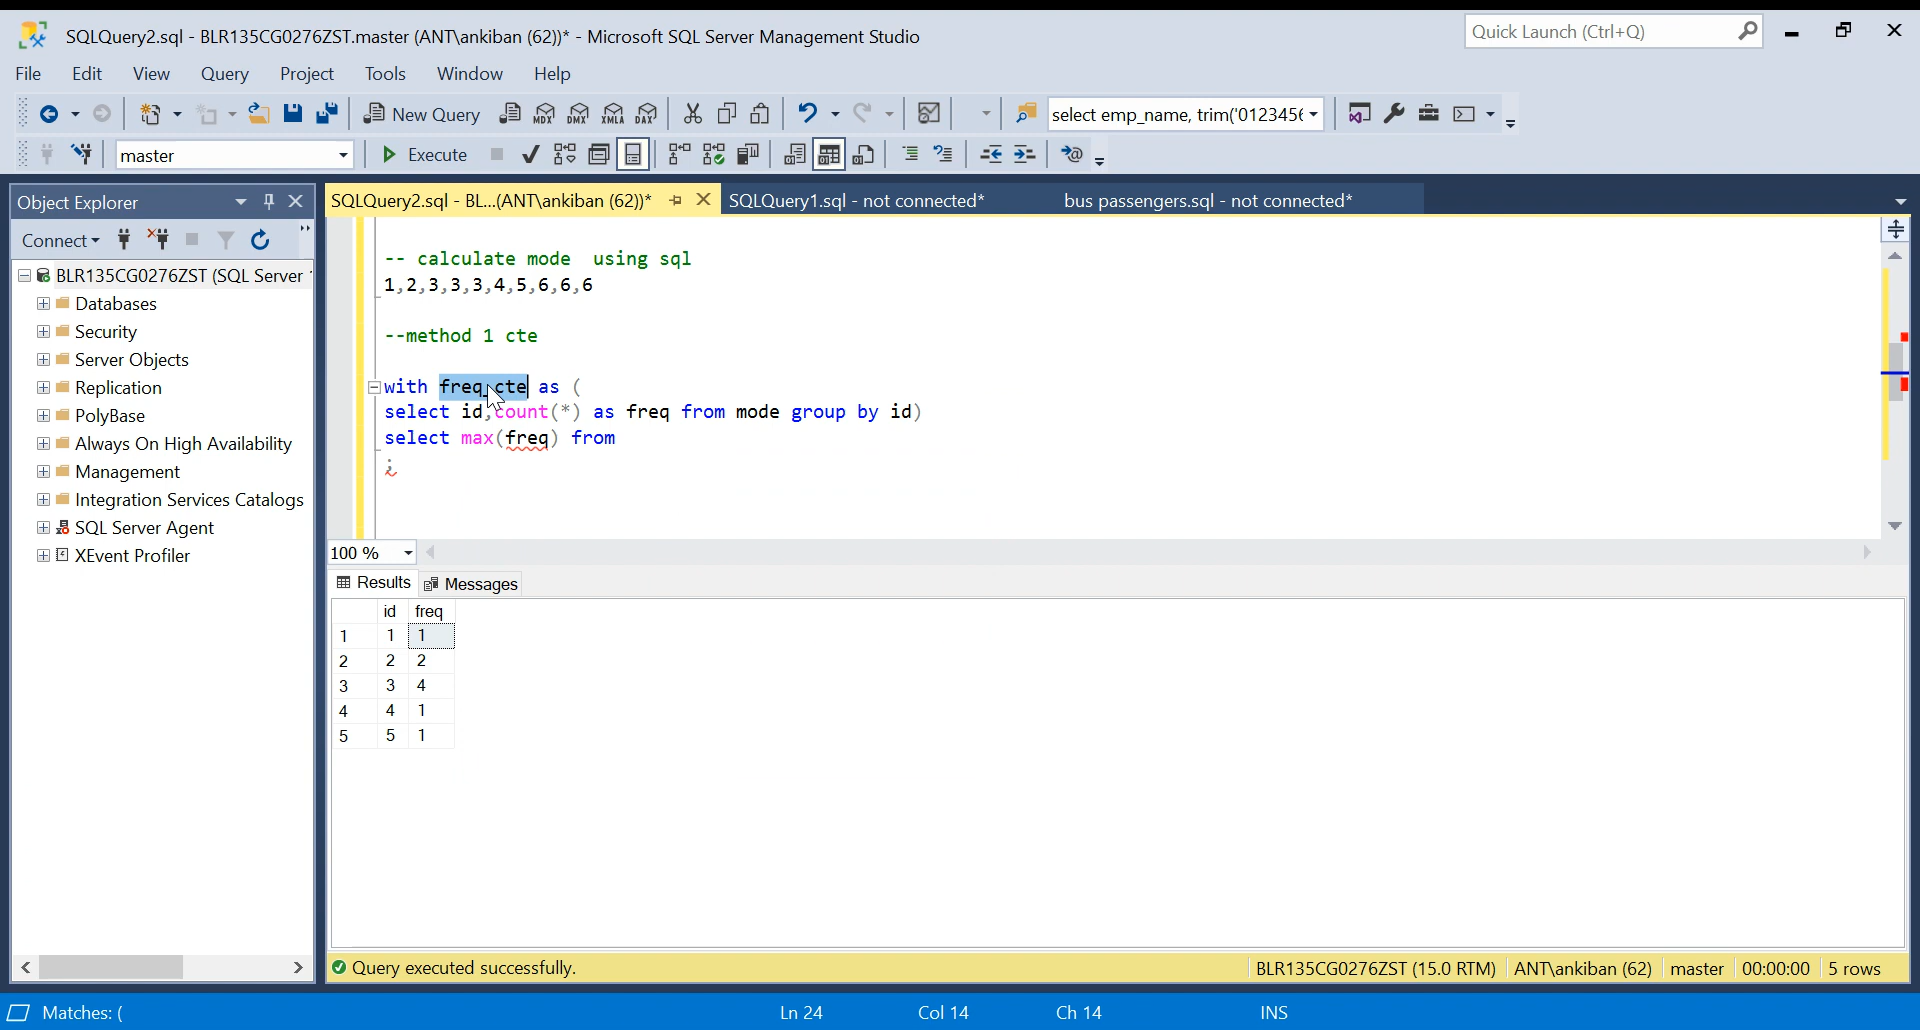 SQLQuery2.sql - BLR135CG0276ZST.master (ANT\ankiban (62))* - Microsoft SQL Server Management Studio
Quick Launch (Ctrl+Q)
File Edit View Query Project Tools Window Help
New Query MDX DMX XMLA DAX select emp_name, trim('0123456
master Execute
Object Explorer
SQLQuery2.sql - BL...(ANT\ankiban (62))* SQLQuery1.sql - not connected* bus passengers.sql - not connected*
Connect
BLR135CG0276ZST (SQL Server
Databases
Security
Server Objects
Replication
PolyBase
Always On High Availability
Management
Integration Services Catalogs
SQL Server Agent
XEvent Profiler
-- calculate mode  using sql
1,2,3,3,3,4,5,6,6,6
--method 1 cte
with freq_cte as (
select id,count(*) as freq from mode group by id)
select max(freq) from
;
100 %
Results Messages
id freq
1 1 1
2 2 2
3 3 4
4 4 1
5 5 1
Query executed successfully. BLR135CG0276ZST (15.0 RTM) ANT\ankiban (62) master 00:00:00 5 rows
Matches: ( Ln 24 Col 14 Ch 14 INS